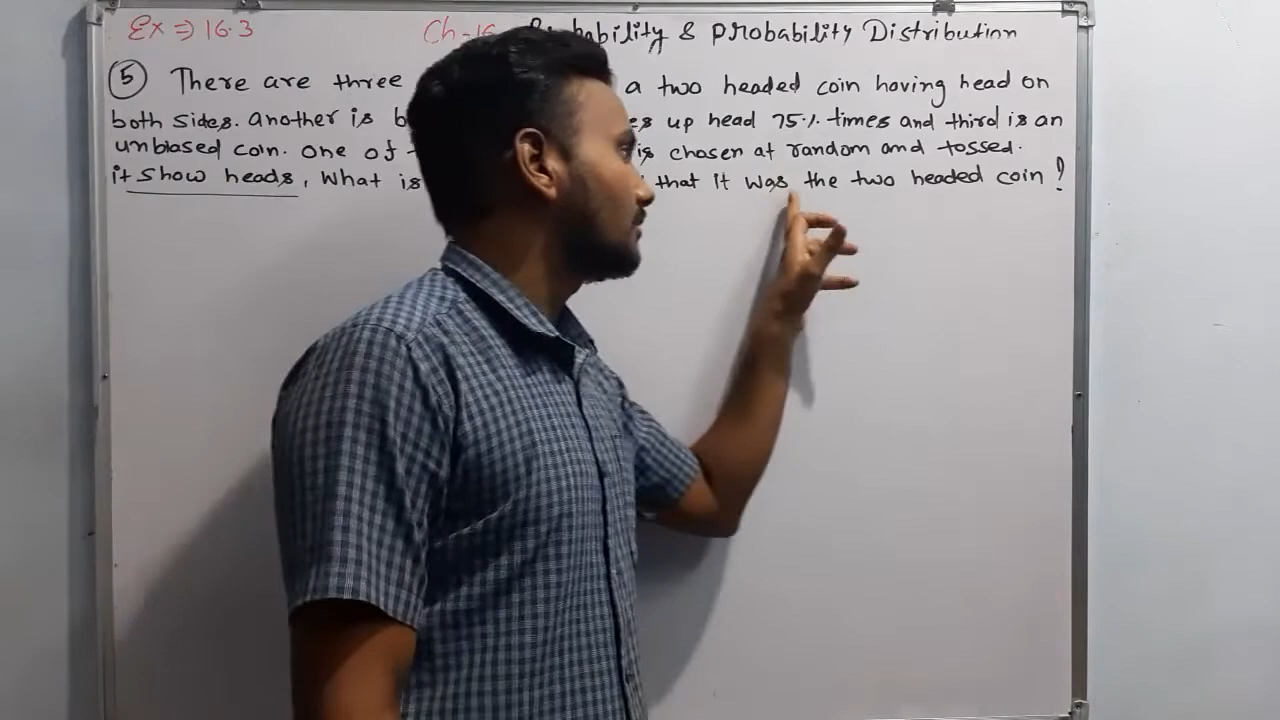 Ex ⇒ 16.3 Ch-16 Probability & probability Distribution
5 There are three a two headed coin having head on
both sides. another is up head 75% times and third is an
unbiased coin. one of is chosen at random and tossed.
it show heads, what is that it was the two headed coin ?